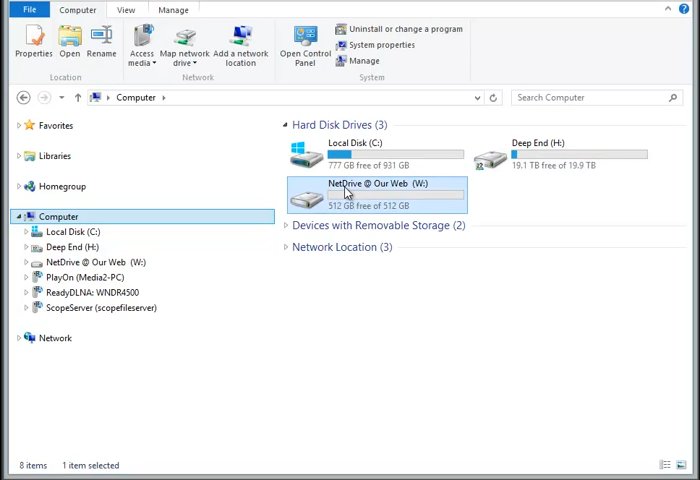 File Computer View Manage
Properties Open Rename
Access media
Map network drive
Add a network location
Open Control Panel
Uninstall or change a program
System properties
Manage
Location Network System
Computer
Search Computer
Favorites
Libraries
Homegroup
Computer
Local Disk (C:)
Deep End (H:)
NetDrive @ Our Web (W:)
PlayOn (Media2-PC)
ReadyDLNA: WNDR4500
ScopeServer (scopefileserver)
Network
Hard Disk Drives (3)
Local Disk (C:)
777 GB free of 931 GB
Deep End (H:)
19.1 TB free of 19.9 TB
NetDrive @ Our Web (W:)
512 GB free of 512 GB
Devices with Removable Storage (2)
Network Location (3)
8 items 1 item selected